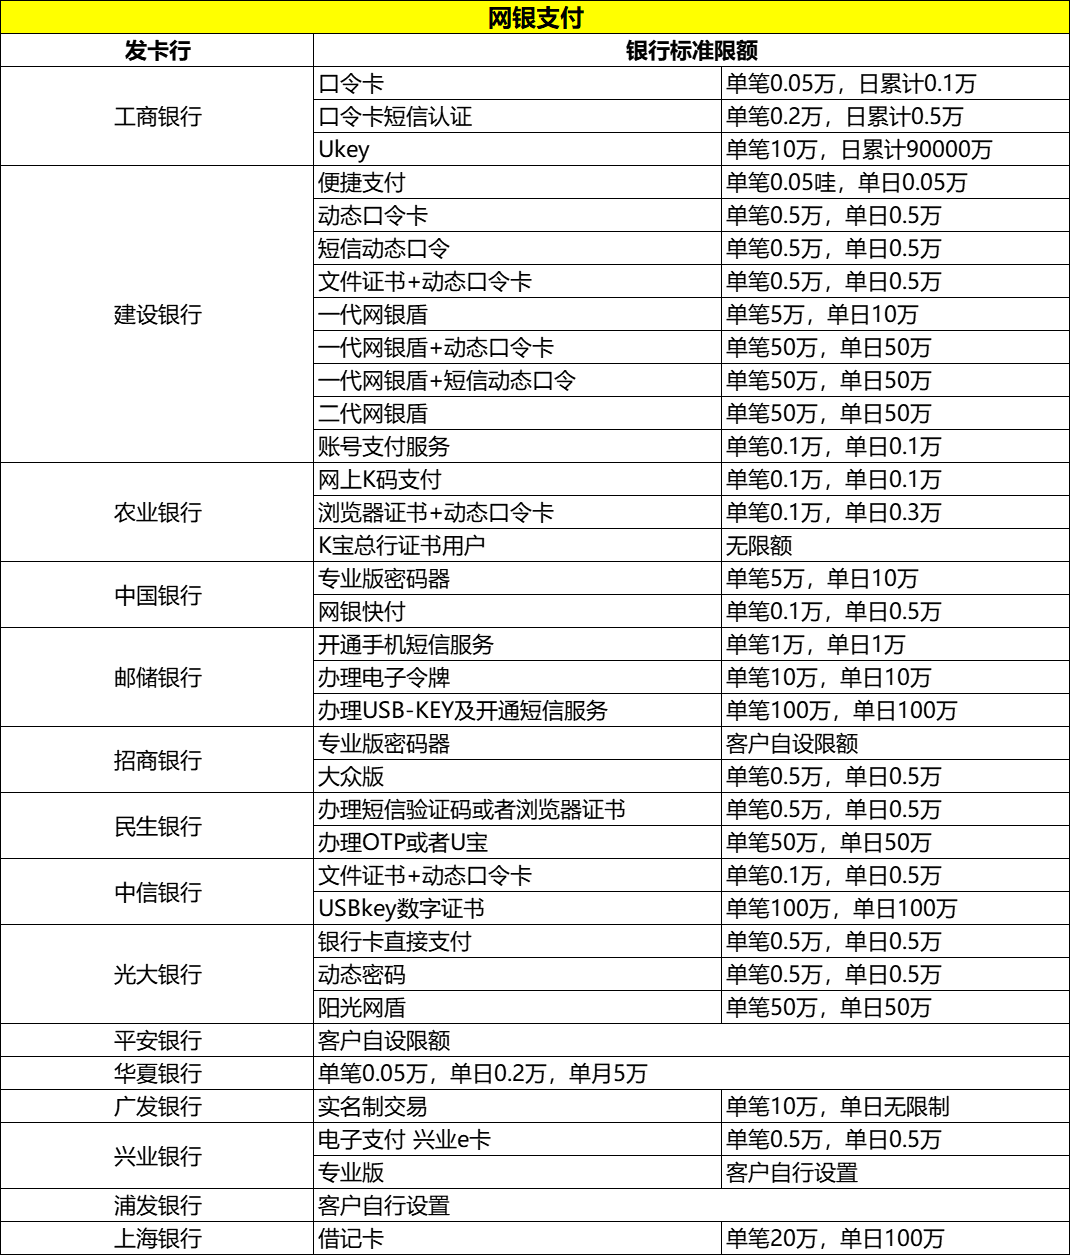 网银支付
发卡行 银行标准限额
工商银行
口令卡 单笔0.05万，日累计0.1万
口令卡短信认证 单笔0.2万，日累计0.5万
Ukey 单笔10万，日累计90000万
建设银行
便捷支付 单笔0.05哇，单日0.05万
动态口令卡 单笔0.5万，单日0.5万
短信动态口令 单笔0.5万，单日0.5万
文件证书+动态口令卡 单笔0.5万，单日0.5万
一代网银盾 单笔5万，单日10万
一代网银盾+动态口令卡 单笔50万，单日50万
一代网银盾+短信动态口令 单笔50万，单日50万
二代网银盾 单笔50万，单日50万
账号支付服务 单笔0.1万，单日0.1万
农业银行
网上K码支付 单笔0.1万，单日0.1万
浏览器证书+动态口令卡 单笔0.1万，单日0.3万
K宝总行证书用户 无限额
中国银行
专业版密码器 单笔5万，单日10万
网银快付 单笔0.1万，单日0.5万
邮储银行
开通手机短信服务 单笔1万，单日1万
办理电子令牌 单笔10万，单日10万
办理USB-KEY及开通短信服务 单笔100万，单日100万
招商银行
专业版密码器 客户自设限额
大众版 单笔0.5万，单日0.5万
民生银行
办理短信验证码或者浏览器证书 单笔0.5万，单日0.5万
办理OTP或者U宝 单笔50万，单日50万
中信银行
文件证书+动态口令卡 单笔0.1万，单日0.5万
USBkey数字证书 单笔100万，单日100万
光大银行
银行卡直接支付 单笔0.5万，单日0.5万
动态密码 单笔0.5万，单日0.5万
阳光网盾 单笔50万，单日50万
平安银行 客户自设限额
华夏银行 单笔0.05万，单日0.2万，单月5万
广发银行 实名制交易 单笔10万，单日无限制
兴业银行
电子支付 兴业e卡 单笔0.5万，单日0.5万
专业版 客户自行设置
浦发银行 客户自行设置
上海银行 借记卡 单笔20万，单日100万